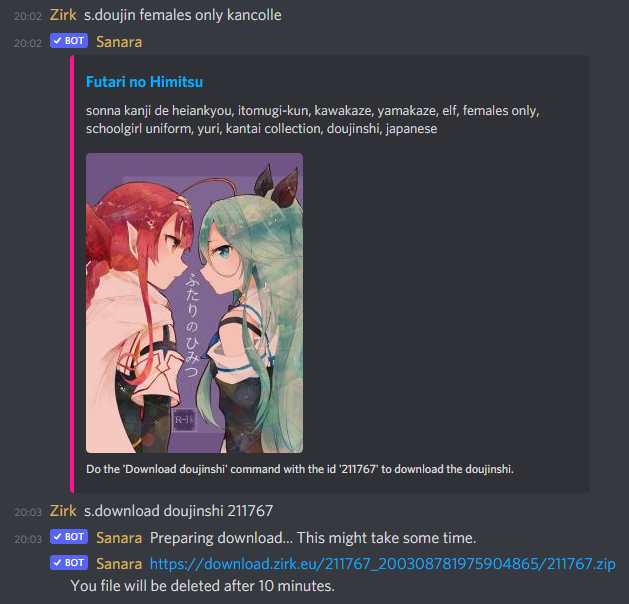 20:02 Zirk s.doujin females only kancolle
20:02 ✓ BOT Sanara
Futari no Himitsu
sonna kanji de heiankyou, itomugi-kun, kawakaze, yamakaze, elf, females only,
schoolgirl uniform, yuri, kantai collection, doujinshi, japanese
ふたりのひみつ
R-18
Do the 'Download doujinshi' command with the id '211767' to download the doujinshi.
20:03 Zirk s.download doujinshi 211767
20:03 ✓ BOT Sanara Preparing download... This might take some time.
✓ BOT Sanara https://download.zirk.eu/211767_200308781975904865/211767.zip
You file will be deleted after 10 minutes.